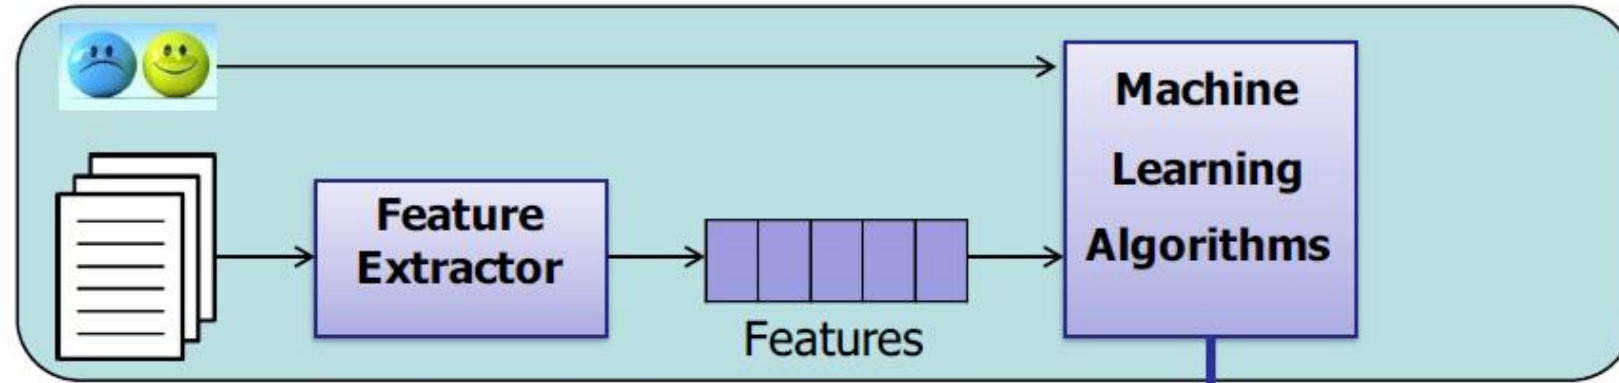 Feature
Extractor
Features
Machine
Learning
Algorithms